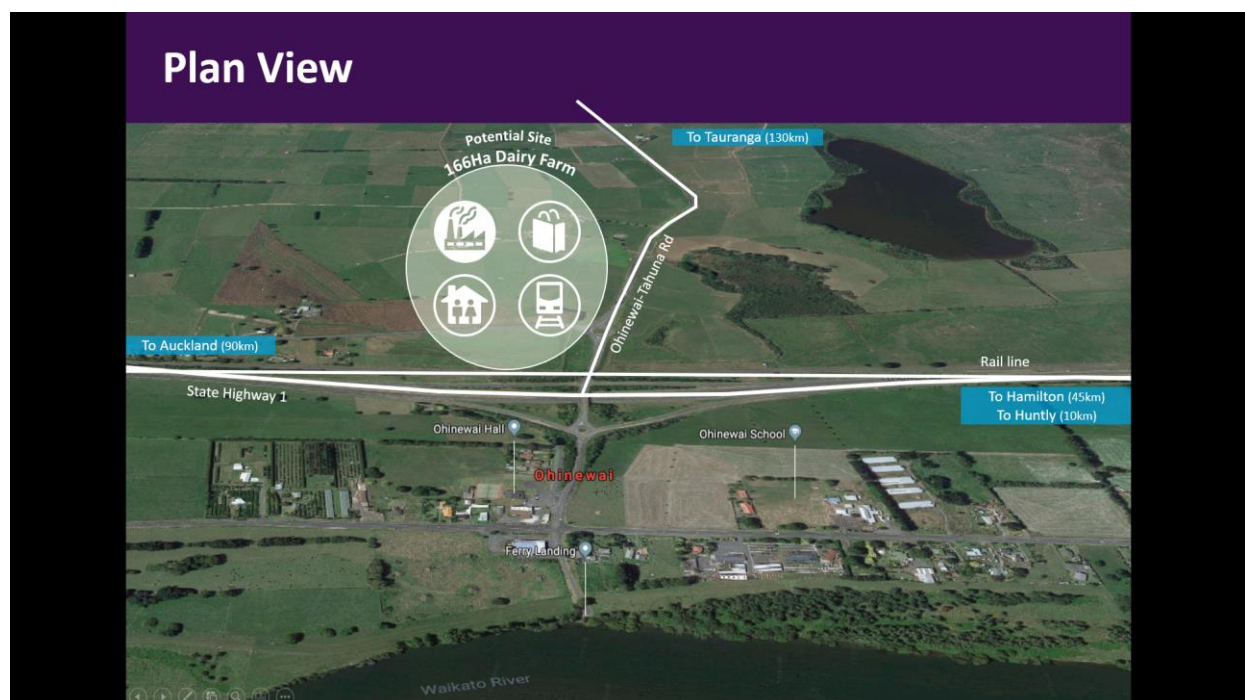 Plan View
Potential Site
166Ha Dairy Farm
To Tauranga (130km)
Ohinewai-Tahuna Rd
To Auckland (90km)
Rail line
State Highway 1
To Hamilton (45km)
To Huntly (10km)
Ohinewai Hall
Ohinewai School
Ohinewai
Ferry Landing
Waikato River